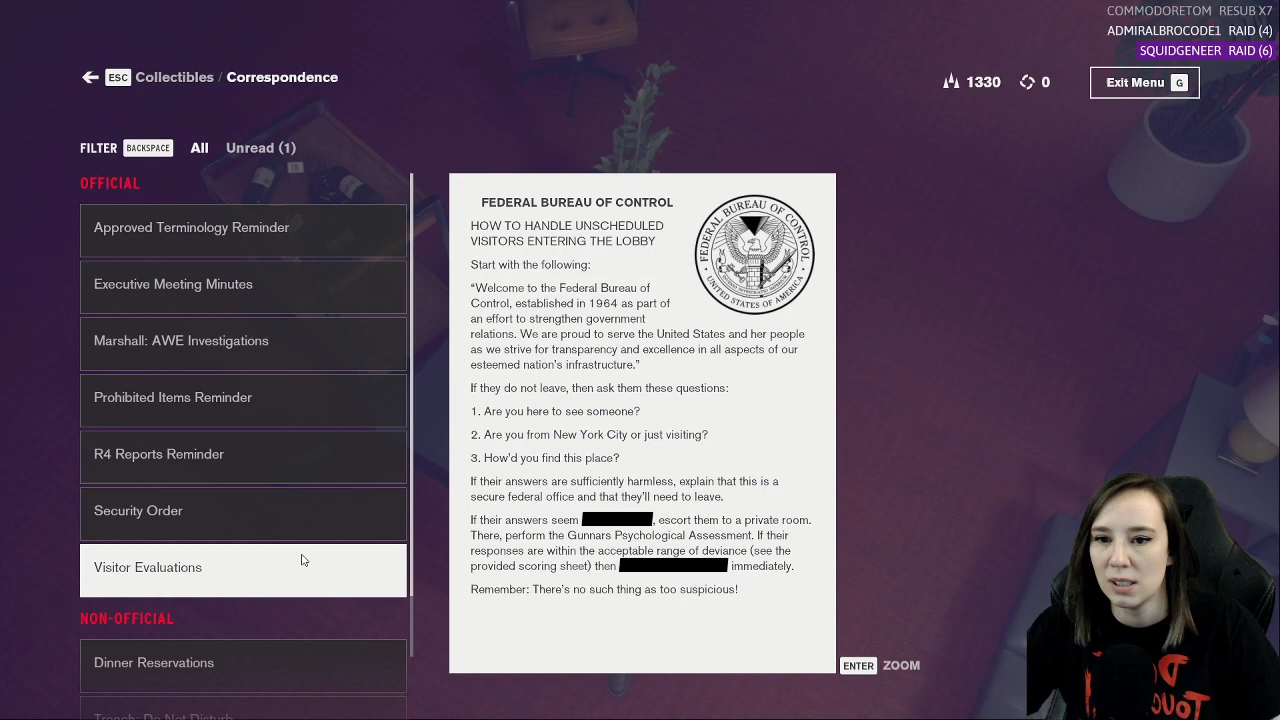 COMMODORETOM RESUB X7
ADMIRALBROCODE1 RAID (4)
SQUIDGENEER RAID (6)
ESC Collectibles / Correspondence
1330 0 Exit Menu G
FILTER BACKSPACE All Unread (1)
OFFICIAL
Approved Terminology Reminder
Executive Meeting Minutes
Marshall: AWE Investigations
Prohibited Items Reminder
R4 Reports Reminder
Security Order
Visitor Evaluations
NON-OFFICIAL
Dinner Reservations
Trench: Do Not Disturb
FEDERAL BUREAU OF CONTROL
HOW TO HANDLE UNSCHEDULED
VISITORS ENTERING THE LOBBY
Start with the following:
“Welcome to the Federal Bureau of
Control, established in 1964 as part of
an effort to strengthen government
relations. We are proud to serve the United States and her people
as we strive for transparency and excellence in all aspects of our
esteemed nation's infrastructure.”
If they do not leave, then ask them these questions:
1. Are you here to see someone?
2. Are you from New York City or just visiting?
3. How'd you find this place?
If their answers are sufficiently harmless, explain that this is a
secure federal office and that they'll need to leave.
If their answers seem , escort them to a private room.
There, perform the Gunnars Psychological Assessment. If their
responses are within the acceptable range of deviance (see the
provided scoring sheet) then immediately.
Remember: There's no such thing as too suspicious!
FEDERAL BUREAU OF CONTROL
UNITED STATES OF AMERICA
ENTER ZOOM